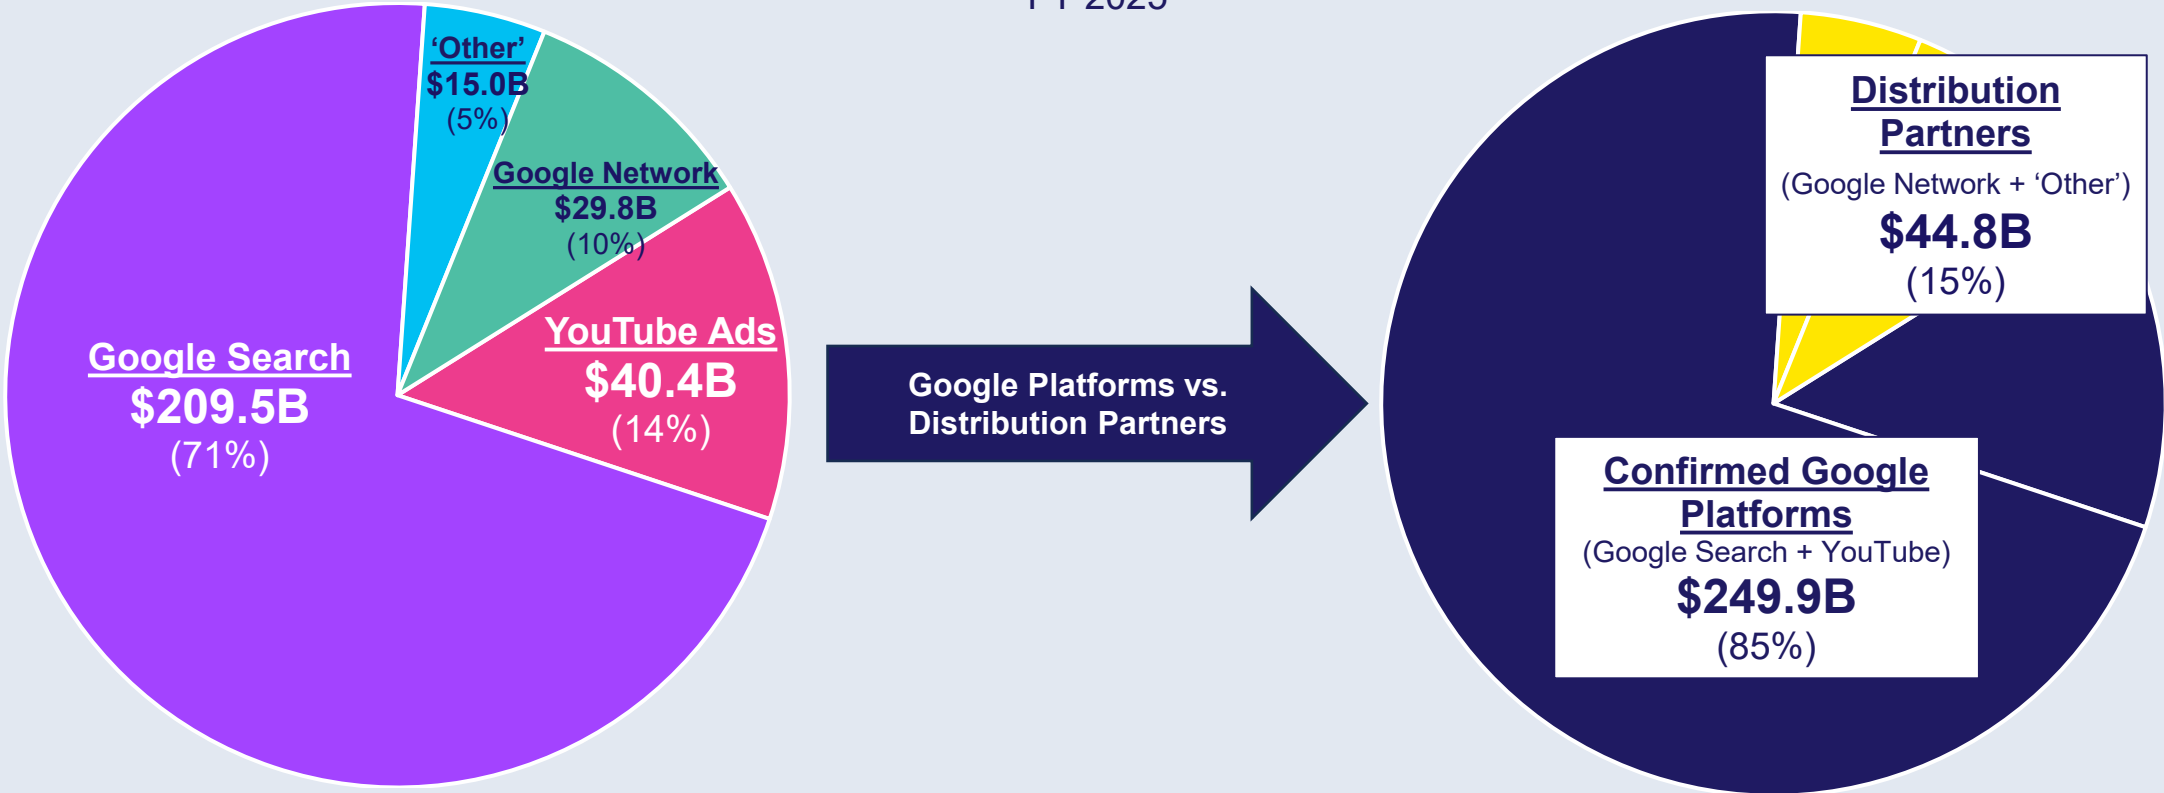 FY 2025
‘Other’
$15.0B
(5%)
Google Network
$29.8B
(10%)
YouTube Ads
$40.4B
(14%)
Google Search
$209.5B
(71%)
Google Platforms vs.
Distribution Partners
Distribution
Partners
(Google Network + ‘Other’)
$44.8B
(15%)
Confirmed Google
Platforms
(Google Search + YouTube)
$249.9B
(85%)